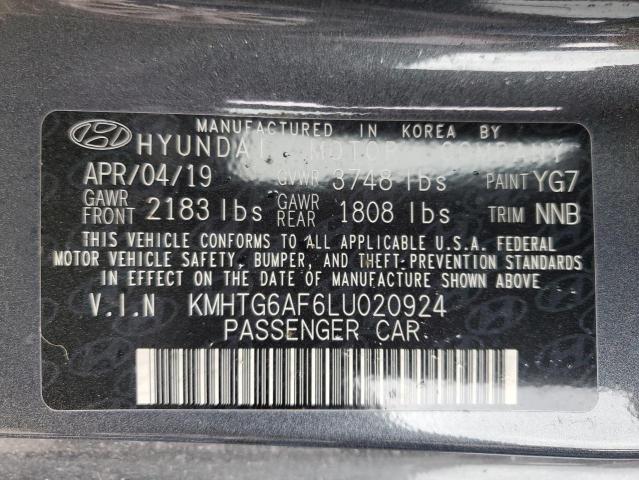 MANUFACTURED IN KOREA BY
HYUNDAI MOTOR COMPANY
APR/04/19 GVWR 3748 lbs PAINT YG7
GAWR FRONT 2183 lbs GAWR REAR 1808 lbs TRIM NNB
THIS VEHICLE CONFORMS TO ALL APPLICABLE U.S.A. FEDERAL
MOTOR VEHICLE SAFETY, BUMPER, AND THEFT-PREVENTION STANDARDS
IN EFFECT ON THE DATE OF MANUFACTURE SHOWN ABOVE.
V.I.N KMHTG6AF6LU020924
PASSENGER CAR